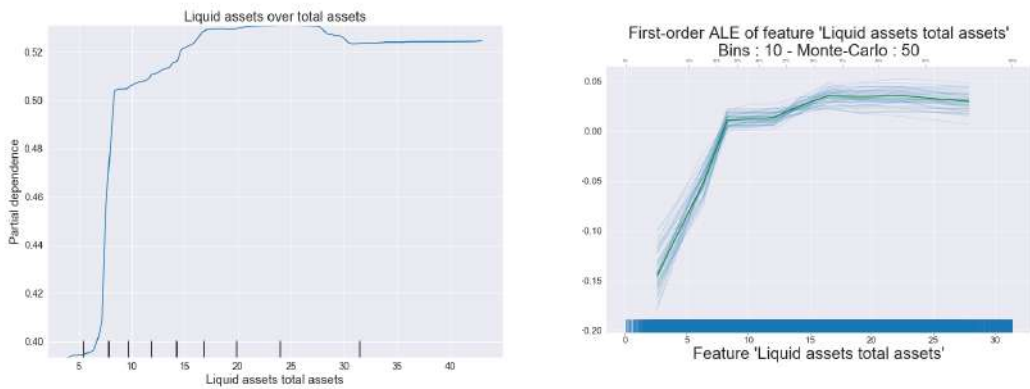 Liquid assets over total assets
0.52
0.50
0.48
0.46
0.44
0.42
0.40
Partial dependence
5 10 15 20 25 30 35 40
Liquid assets total assets
First-order ALE of feature 'Liquid assets total assets'
Bins : 10 - Monte-Carlo : 50
0.05
0.00
-0.05
-0.10
-0.15
-0.20
0 5 10 15 20 25 30
Feature 'Liquid assets total assets'